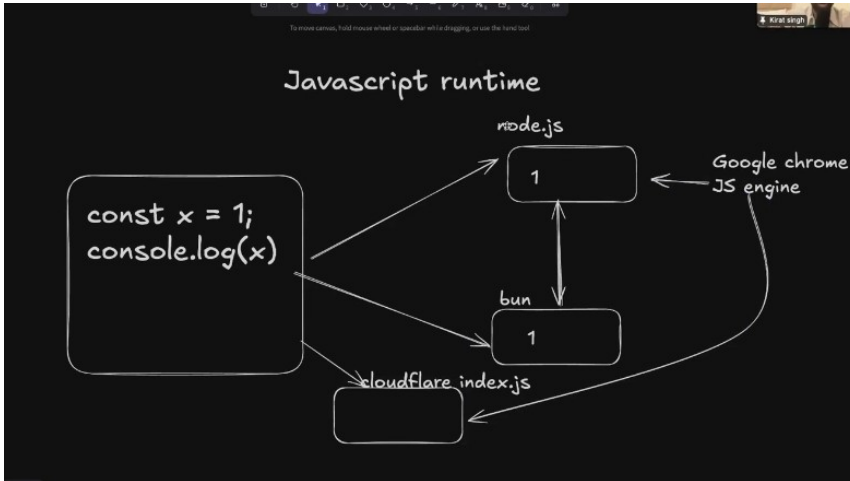 To move canvas, hold mouse wheel or spacebar while dragging, or use the hand tool
Kirat singh
Javascript runtime
node.js
1
Google chrome
JS engine
const x = 1;
console.log(x)
bun
1
cloudflare index.js